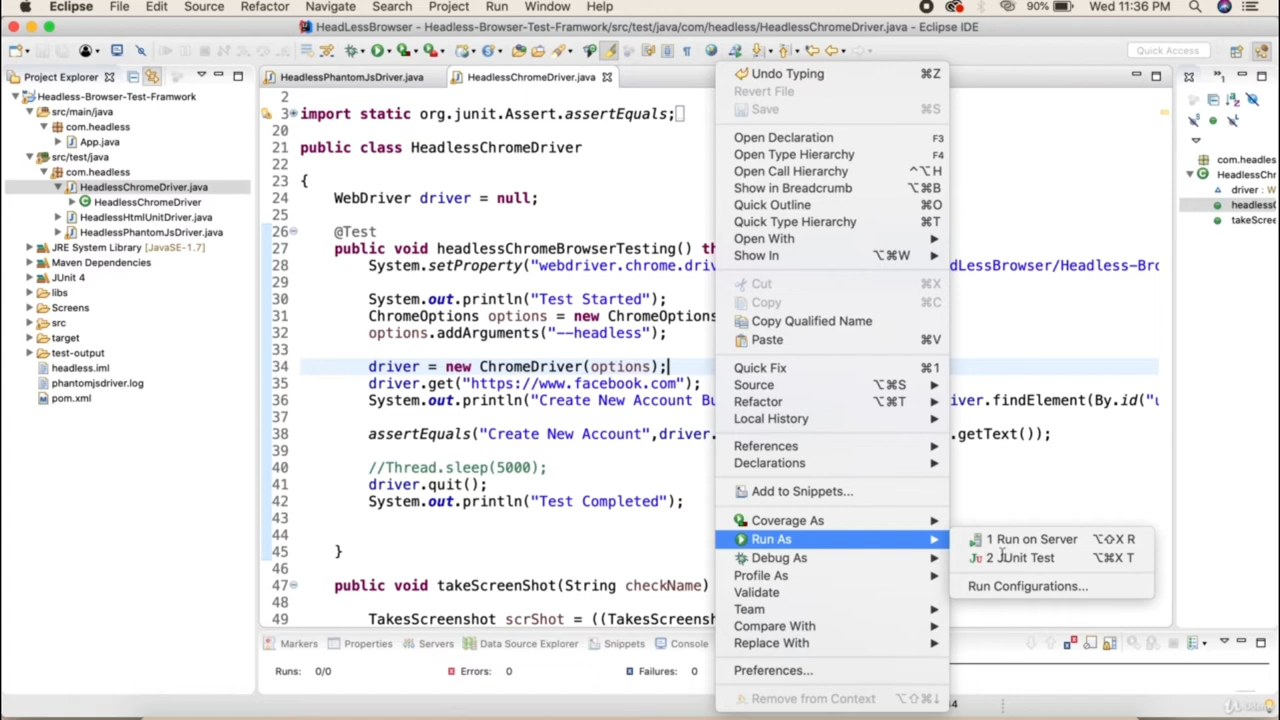 Eclipse File Edit Source Refactor Navigate Search Project Run Window Help 90% Wed 11:36 PM
HeadLessBrowser - Headless-Browser-Test-Framwork/src/test/java/com/headless/HeadlessChromeDriver.java - Eclipse IDE
Quick Access
Project Explorer
Headless-Browser-Test-Framwork
src/main/java
com.headless
App.java
src/test/java
com.headless
HeadlessChromeDriver.java
HeadlessChromeDriver
HeadlessHtmlUnitDriver.java
HeadlessPhantomJsDriver.java
JRE System Library [JavaSE-1.7]
Maven Dependencies
JUnit 4
libs
Screens
src
target
test-output
headless.iml
phantomjsdriver.log
pom.xml
HeadlessPhantomJsDriver.java HeadlessChromeDriver.java
2
3 import static org.junit.Assert.assertEquals;
20
21 public class HeadlessChromeDriver
22
23 {
24 WebDriver driver = null;
25
26 @Test
27 public void headlessChromeBrowserTesting() th
28 System.setProperty("webdriver.chrome.driv adLessBrowser/Headless-Bro
29
30 System.out.println("Test Started");
31 ChromeOptions options = new ChromeOptions
32 options.addArguments("--headless");
33
34 driver = new ChromeDriver(options);
35 driver.get("https://www.facebook.com");
36 System.out.println("Create New Account Bu iver.findElement(By.id("u
37
38 assertEquals("Create New Account",driver. .getText());
39
40 //Thread.sleep(5000);
41 driver.quit();
42 System.out.println("Test Completed");
43
44
45 }
46
47 public void takeScreenShot(String checkName)
48
49 TakesScreenshot scrShot = ((TakesScreensh
Undo Typing ⌘Z
Revert File
Save ⌘S
Open Declaration F3
Open Type Hierarchy F4
Open Call Hierarchy ^⌥H
Show in Breadcrumb ⌥⌘B
Quick Outline ⌘O
Quick Type Hierarchy ⌘T
Open With
Show In ⌥⌘W
Cut ⌘X
Copy ⌘C
Copy Qualified Name
Paste ⌘V
Quick Fix ⌘1
Source ⌥⌘S
Refactor ⌥⌘T
Local History
References
Declarations
Add to Snippets...
Coverage As
Run As
Debug As
Profile As
Validate
Team
Compare With
Replace With
Preferences...
Remove from Context ⌥⇧⌘↓
1 Run on Server ⌥⇧X R
2 JUnit Test ⌥⌘X T
Run Configurations...
com.headles
HeadlessChr
driver : W
headless
takeScree
Markers Properties Servers Data Source Explorer Snippets Console
Runs: 0/0 Errors: 0 Failures: 0